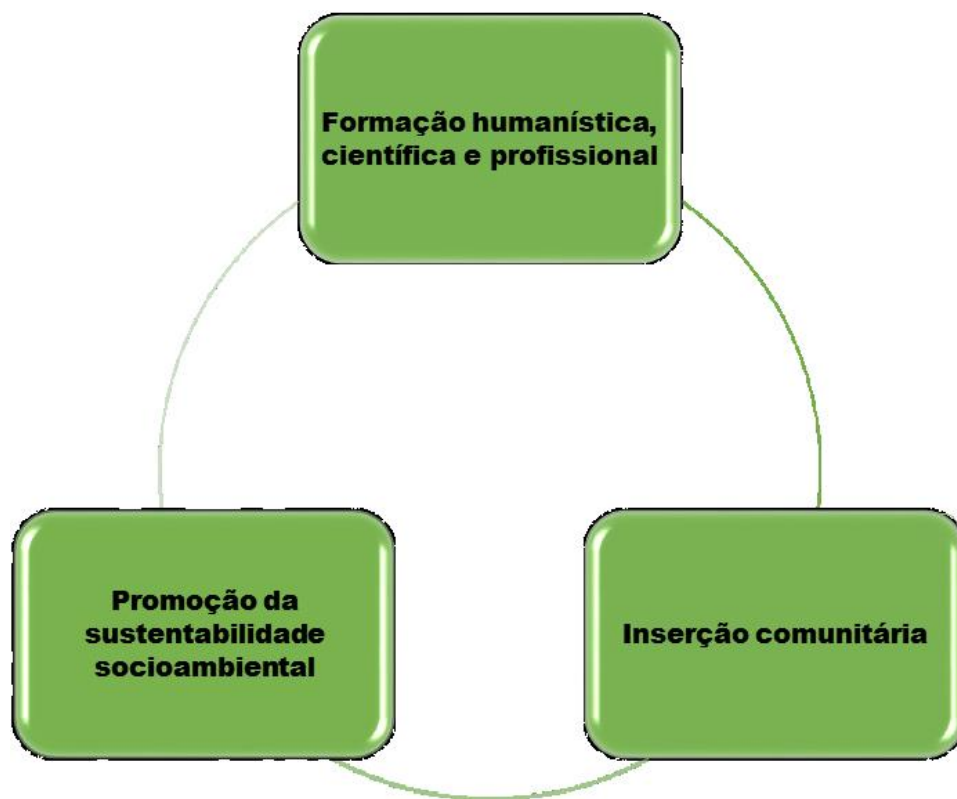 Formação humanística,
científica e profissional
Promoção da
sustentabilidade
socioambiental
Inserção comunitária